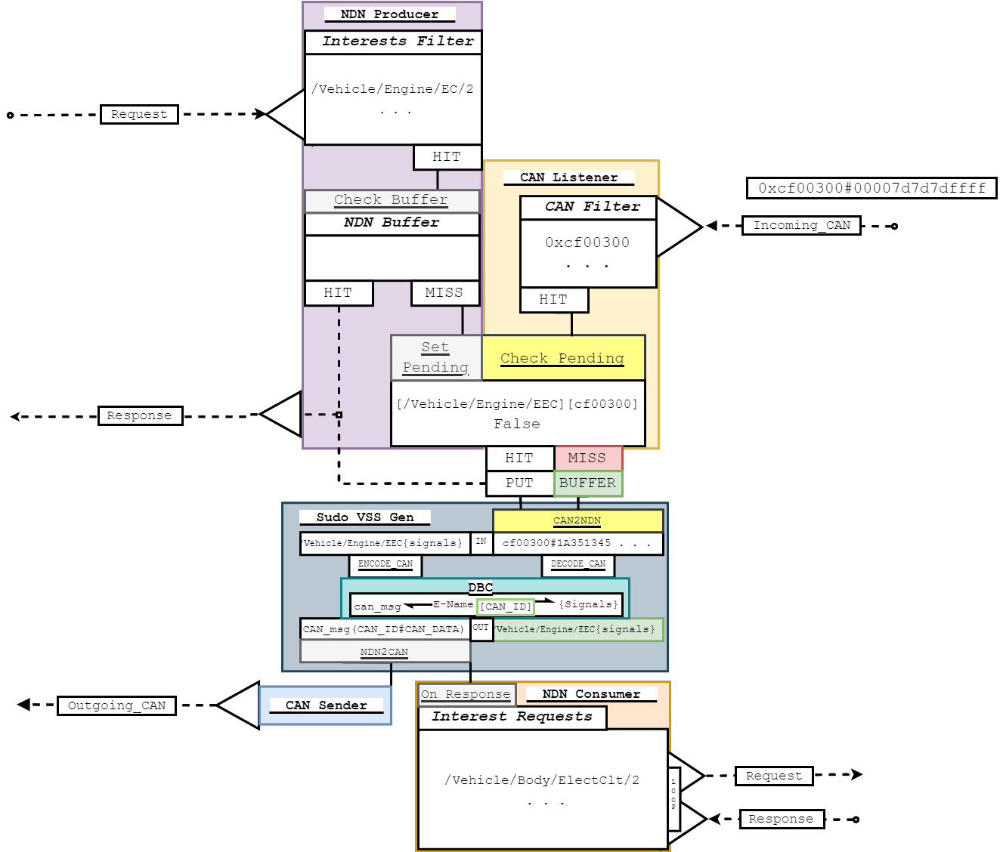 NDN Producer
Interests Filter
/Vehicle/Engine/EC/2
. . .
Request
HIT
CAN Listener
0xcf00300#00007d7d7dffff
Check Buffer
CAN Filter
NDN Buffer
Incoming_CAN
0xcf00300
. . .
HIT
MISS
HIT
Set
Pending
Check Pending
[/Vehicle/Engine/EEC][cf00300]
False
Response
HIT
MISS
PUT
BUFFER
Sudo VSS Gen
CAN2NDN
/Vehicle/Engine/EEC{signals}
IN
cf00300#1A351345 . . .
ENCODE_CAN
DECODE_CAN
DBC
can_msg
E-Name
[CAN_ID]
{Signals}
CAN_msg(CAN_ID#CAN_DATA)
OUT
/Vehicle/Engine/EEC{signals}
NDN2CAN
Outgoing_CAN
CAN Sender
On Response
NDN Consumer
Interest Requests
/Vehicle/Body/ElectClt/2
. . .
LOOP
Request
Response